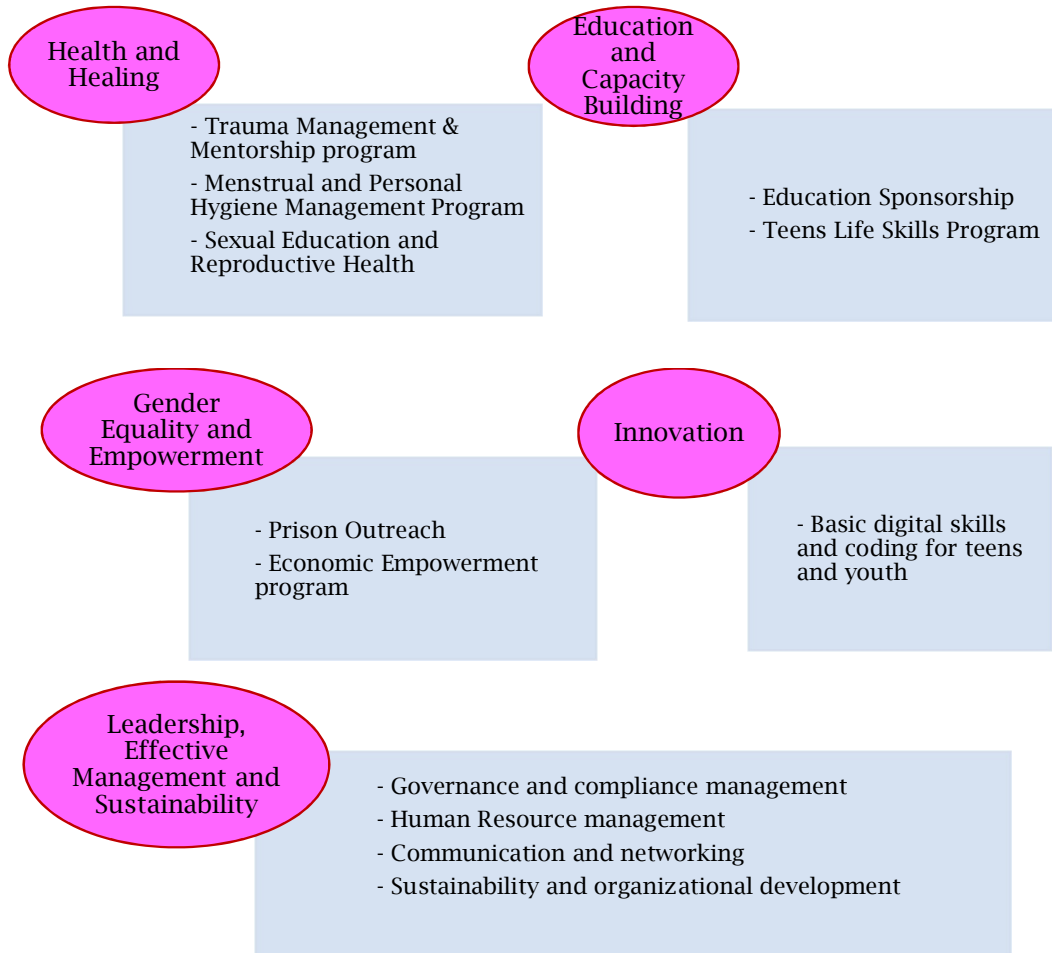 Health and
Healing
- Trauma Management &
Mentorship program
- Menstrual and Personal
Hygiene Management Program
- Sexual Education and
Reproductive Health
Education
and
Capacity
Building
- Education Sponsorship
- Teens Life Skills Program
Gender
Equality and
Empowerment
- Prison Outreach
- Economic Empowerment
program
Innovation
- Basic digital skills
and coding for teens
and youth
Leadership,
Effective
Management and
Sustainability
- Governance and compliance management
- Human Resource management
- Communication and networking
- Sustainability and organizational development